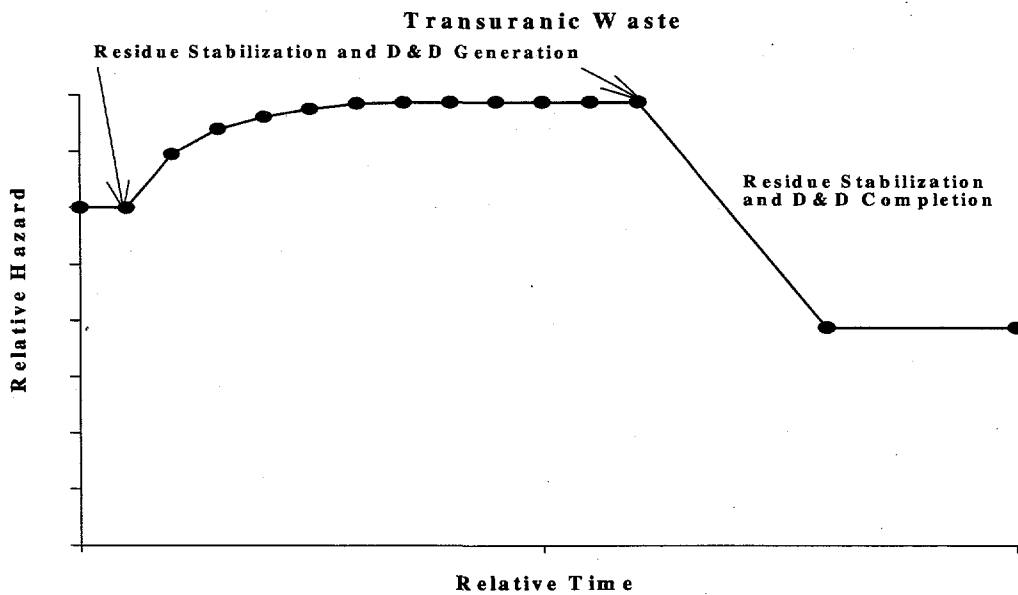 Transuranic Waste
Residue Stabilization and D&D Generation
Residue Stabilization
and D&D Completion
Relative Hazard
Relative Time